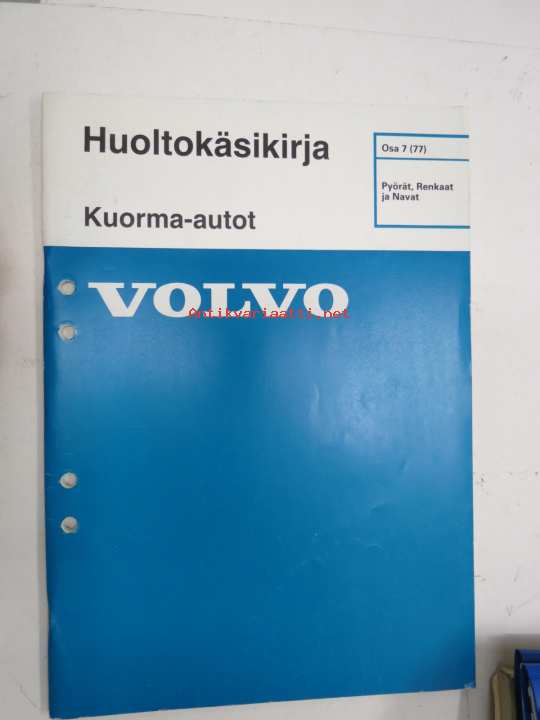 Huoltokäsikirja
Osa 7 (77)
Pyörät, Renkaat
ja Navat
Kuorma-autot
VOLVO
Antikvariaatti.net